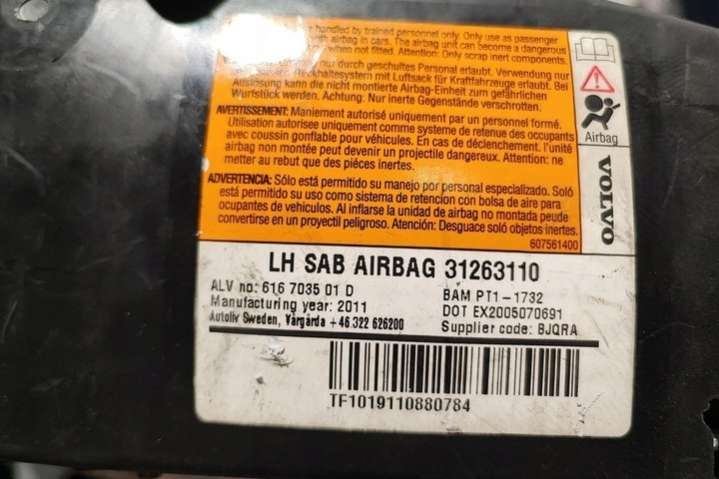 handled by trained personnel only. Only use as passenger
airbag in cars. The airbag unit can become a dangerous
when not fitted. Attention: Only scrap inert components.
nur durch geschultes Personal erlaubt. Verwendung nur
Rückhaltesystem mit Luftsack für Kraftfahrzeuge erlaubt. Bei
Auslösung kann die nicht montierte Airbag-Einheit zum gefährlichen
Wurfstück werden. Achtung: Nur inerte Gegenstände verschrotten.
AVERTISSEMENT: Maniement autorisé uniquement par un personnel formé.
Utilisation autorisee uniquement comme systeme de retenue des occupants
avec coussin gonflable pour véhicules. En cas de déclenchement. l'unité
airbag non montée peut devenir un projectile dangereux. Attention: ne
metter au rebut que des piéces inertes.
ADVERTENCIA: Sólo está permitido su manejo por personal especializado. Soló
está permitido su uso como sistema de retencion con bolsa de aire para
ocupantes de vehículos. Al inflarse la unidad de airbag no montada peude
convertirse en un proyectil peligroso. Atención: Desguace soló objetos inertes.
607561400
Airbag
VOLVO
LH SAB AIRBAG 31263110
ALV no: 616 7035 01 D
BAM PT1-1732
Manufacturing year: 2011
DOT EX2005070691
Autoliv Sweden, Vårgårda +46 322 626200
Supplier code: BJQRA
TF1019110880784